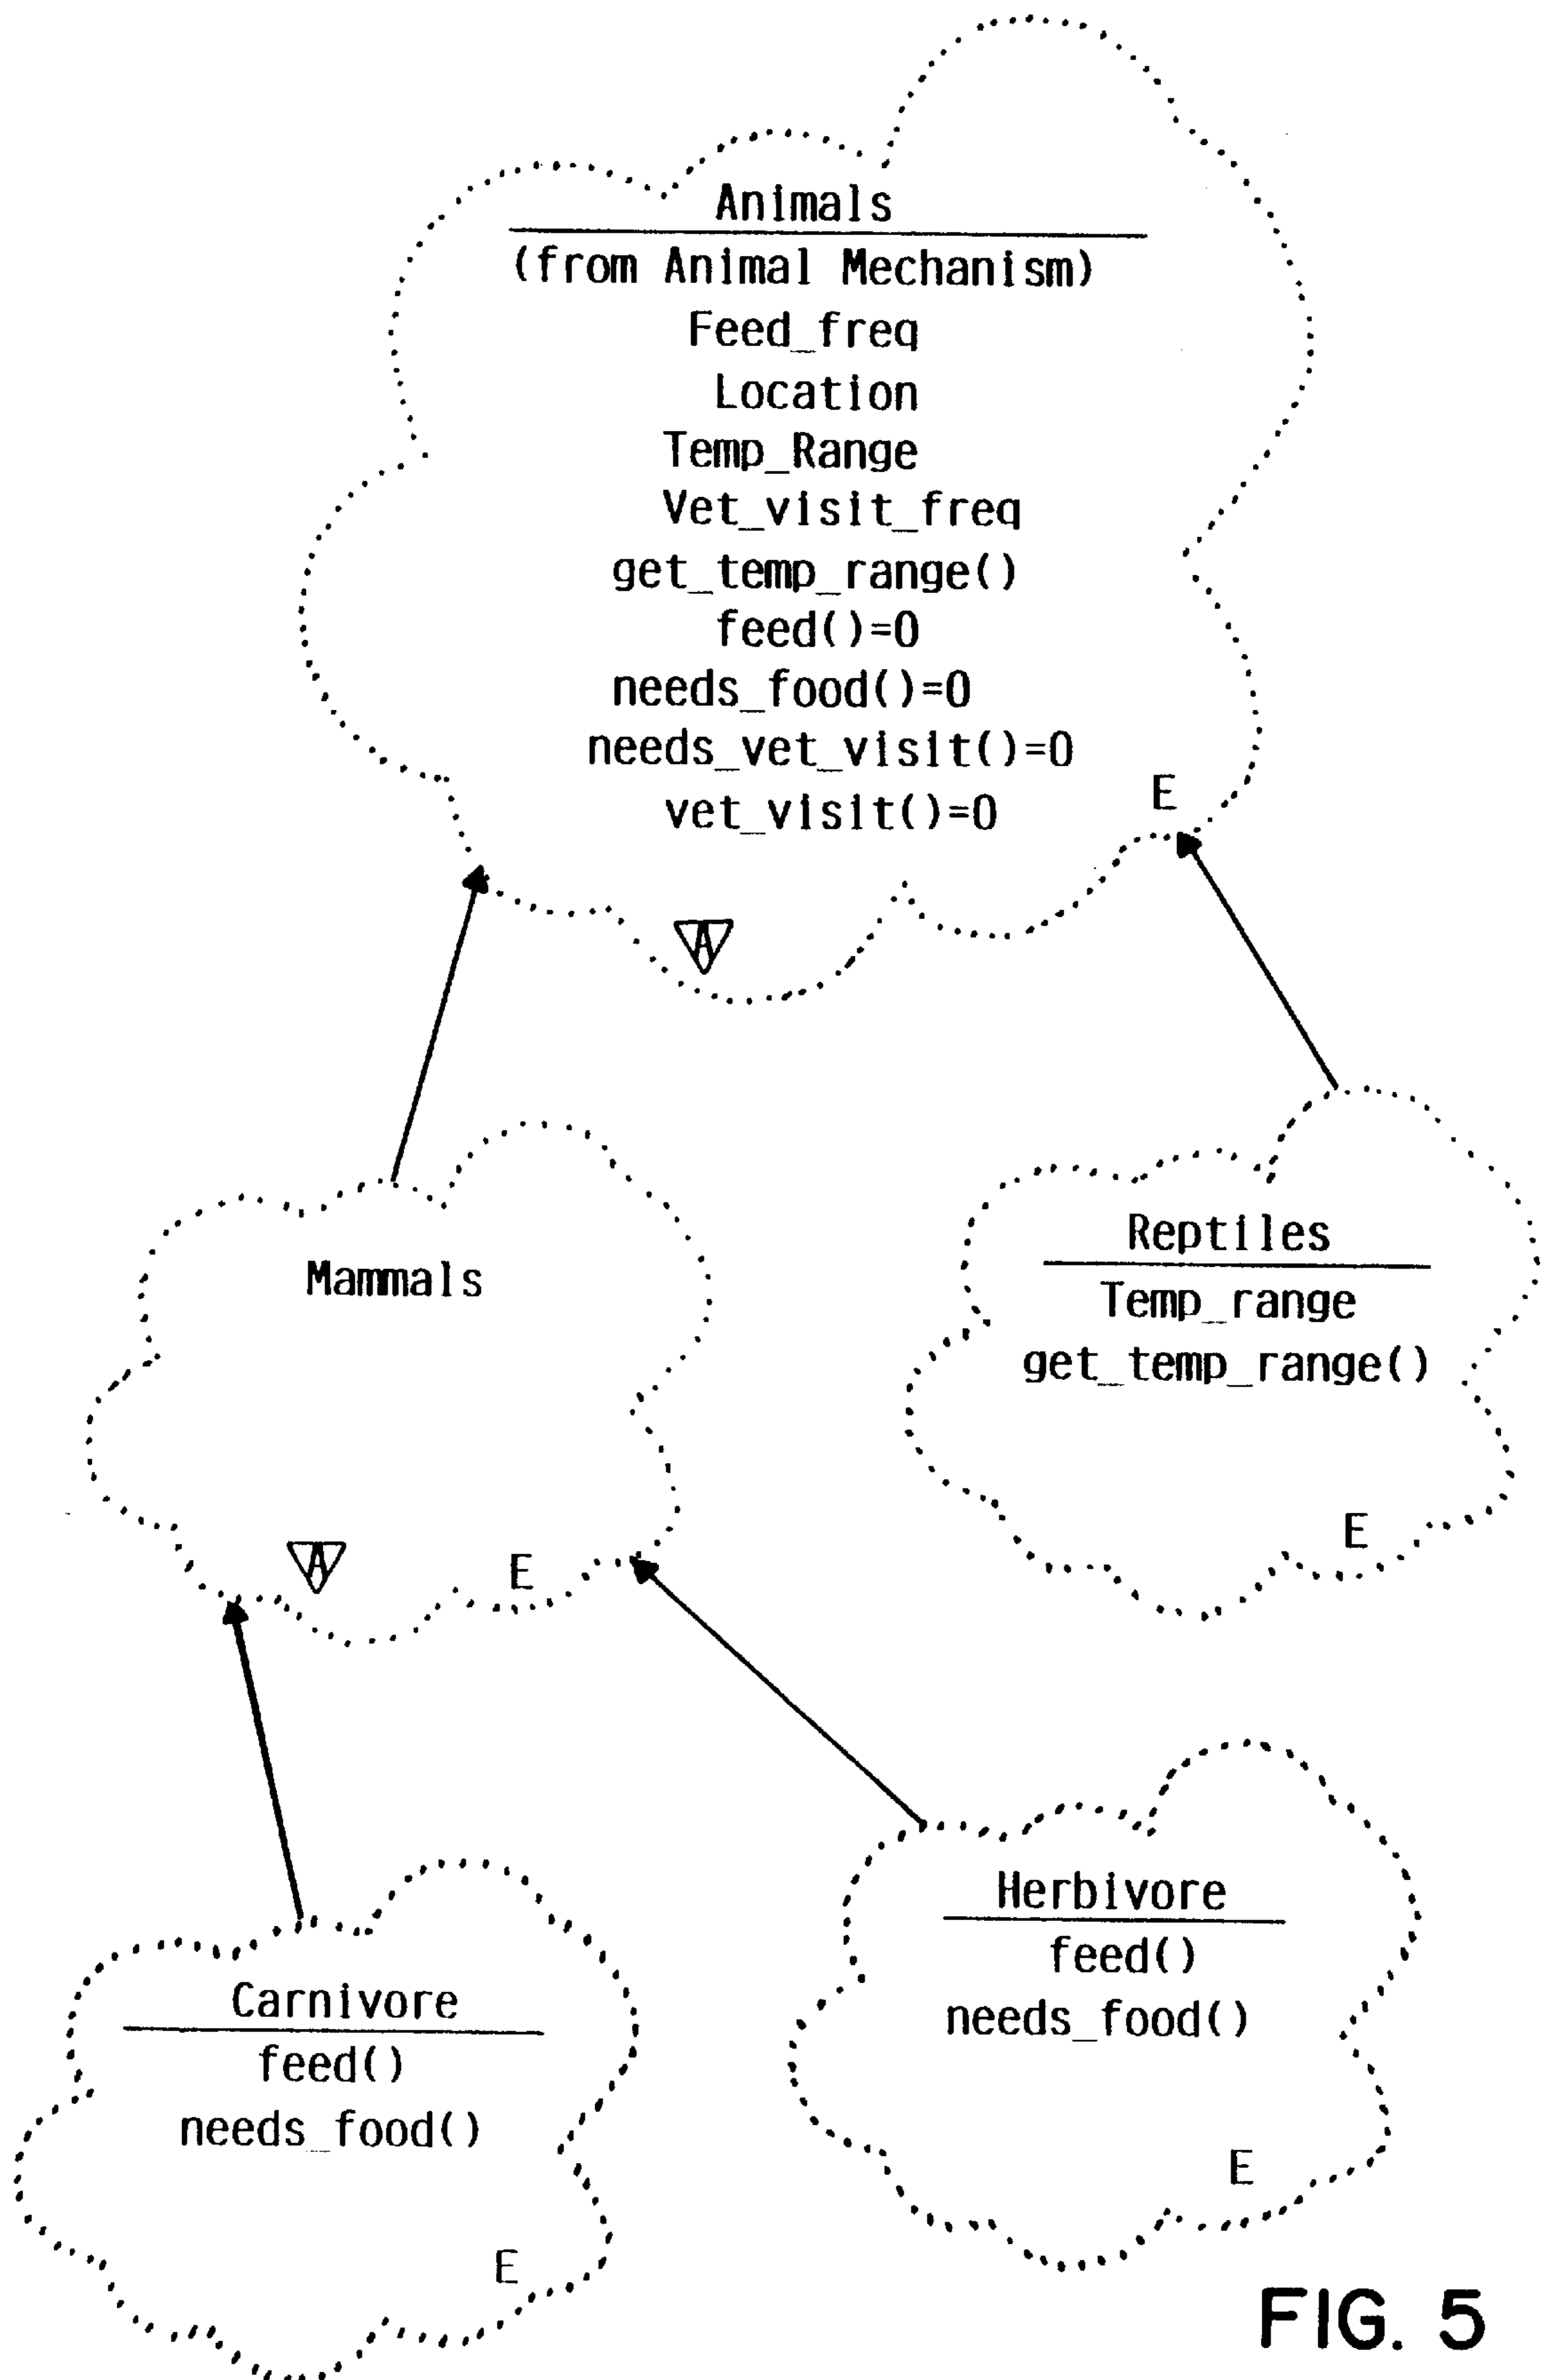 Animals
(from Animal Mechanism)
Feed_freq
Location
Temp_Range
Vet_visit_freq
get_temp_range()
feed()=0
needs_food()=0
needs_vet_visit()=0
vet_visit()=0
E
A
Mammals
A
E
Reptiles
Temp_range
get_temp_range()
E
Carnivore
feed()
needs_food()
E
Herbivore
feed()
needs_food()
E
FIG. 5